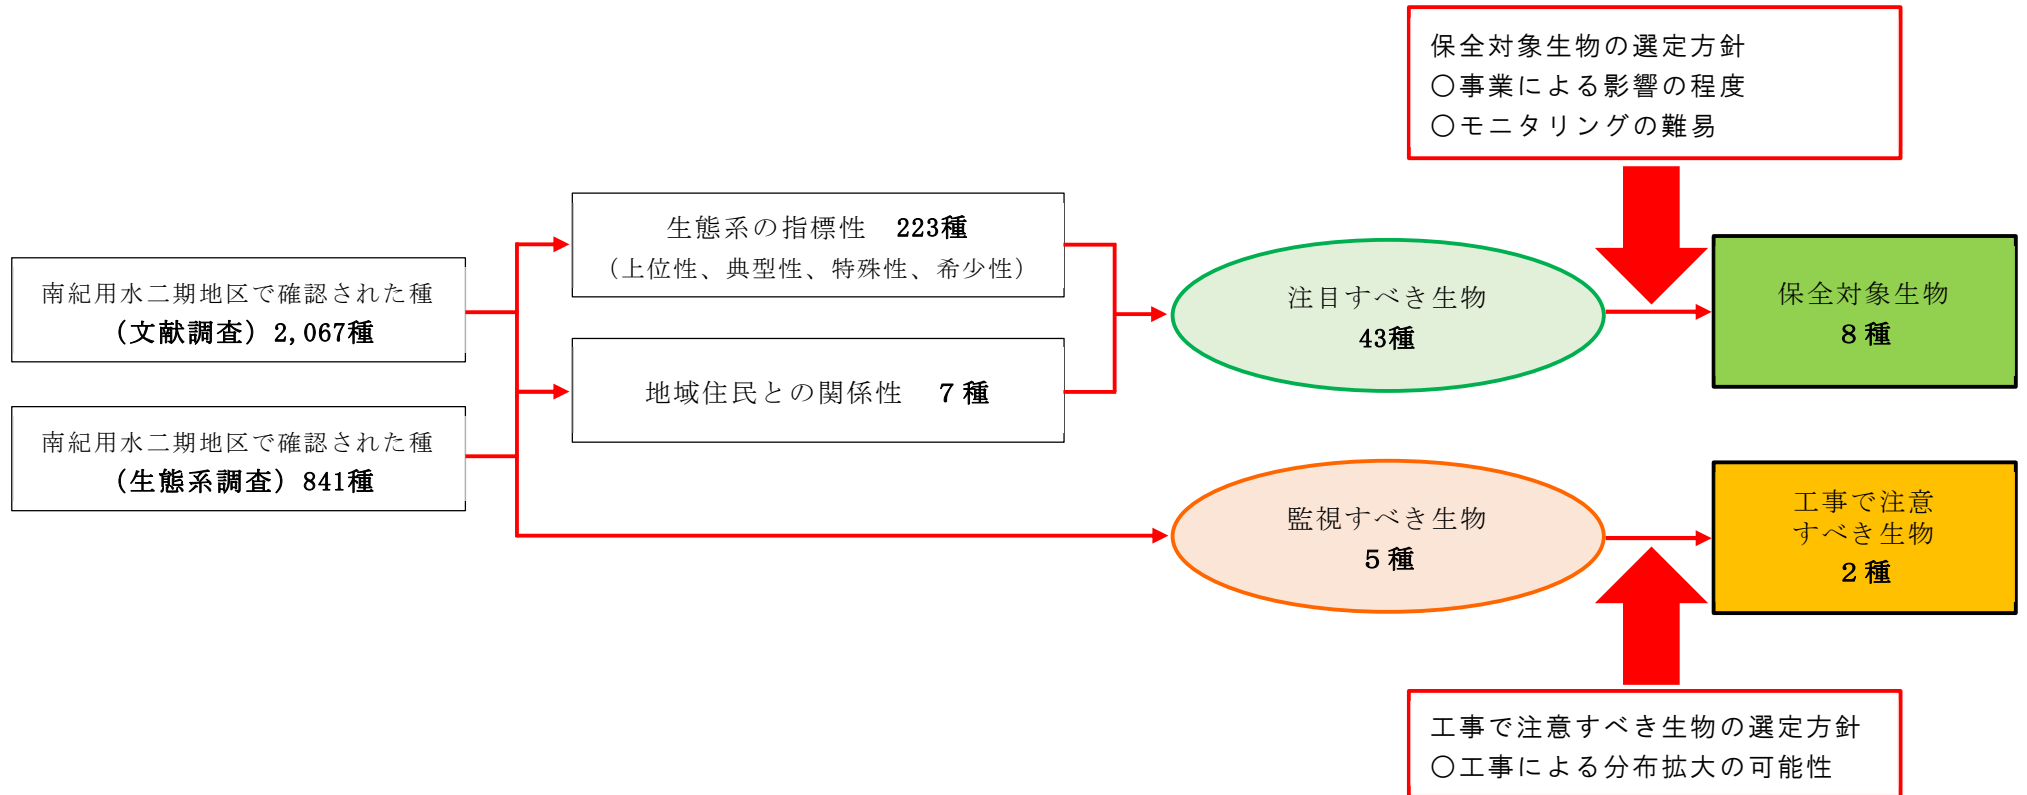 保全対象生物の選定方針
〇事業による影響の程度
〇モニタリングの難易
生態系の指標性　223種
（上位性、典型性、特殊性、希少性）
南紀用水二期地区で確認された種
（文献調査）2,067種
注目すべき生物
43種
保全対象生物
８種
地域住民との関係性　７種
南紀用水二期地区で確認された種
（生態系調査）841種
監視すべき生物
５種
工事で注意
すべき生物
２種
工事で注意すべき生物の選定方針
〇工事による分布拡大の可能性